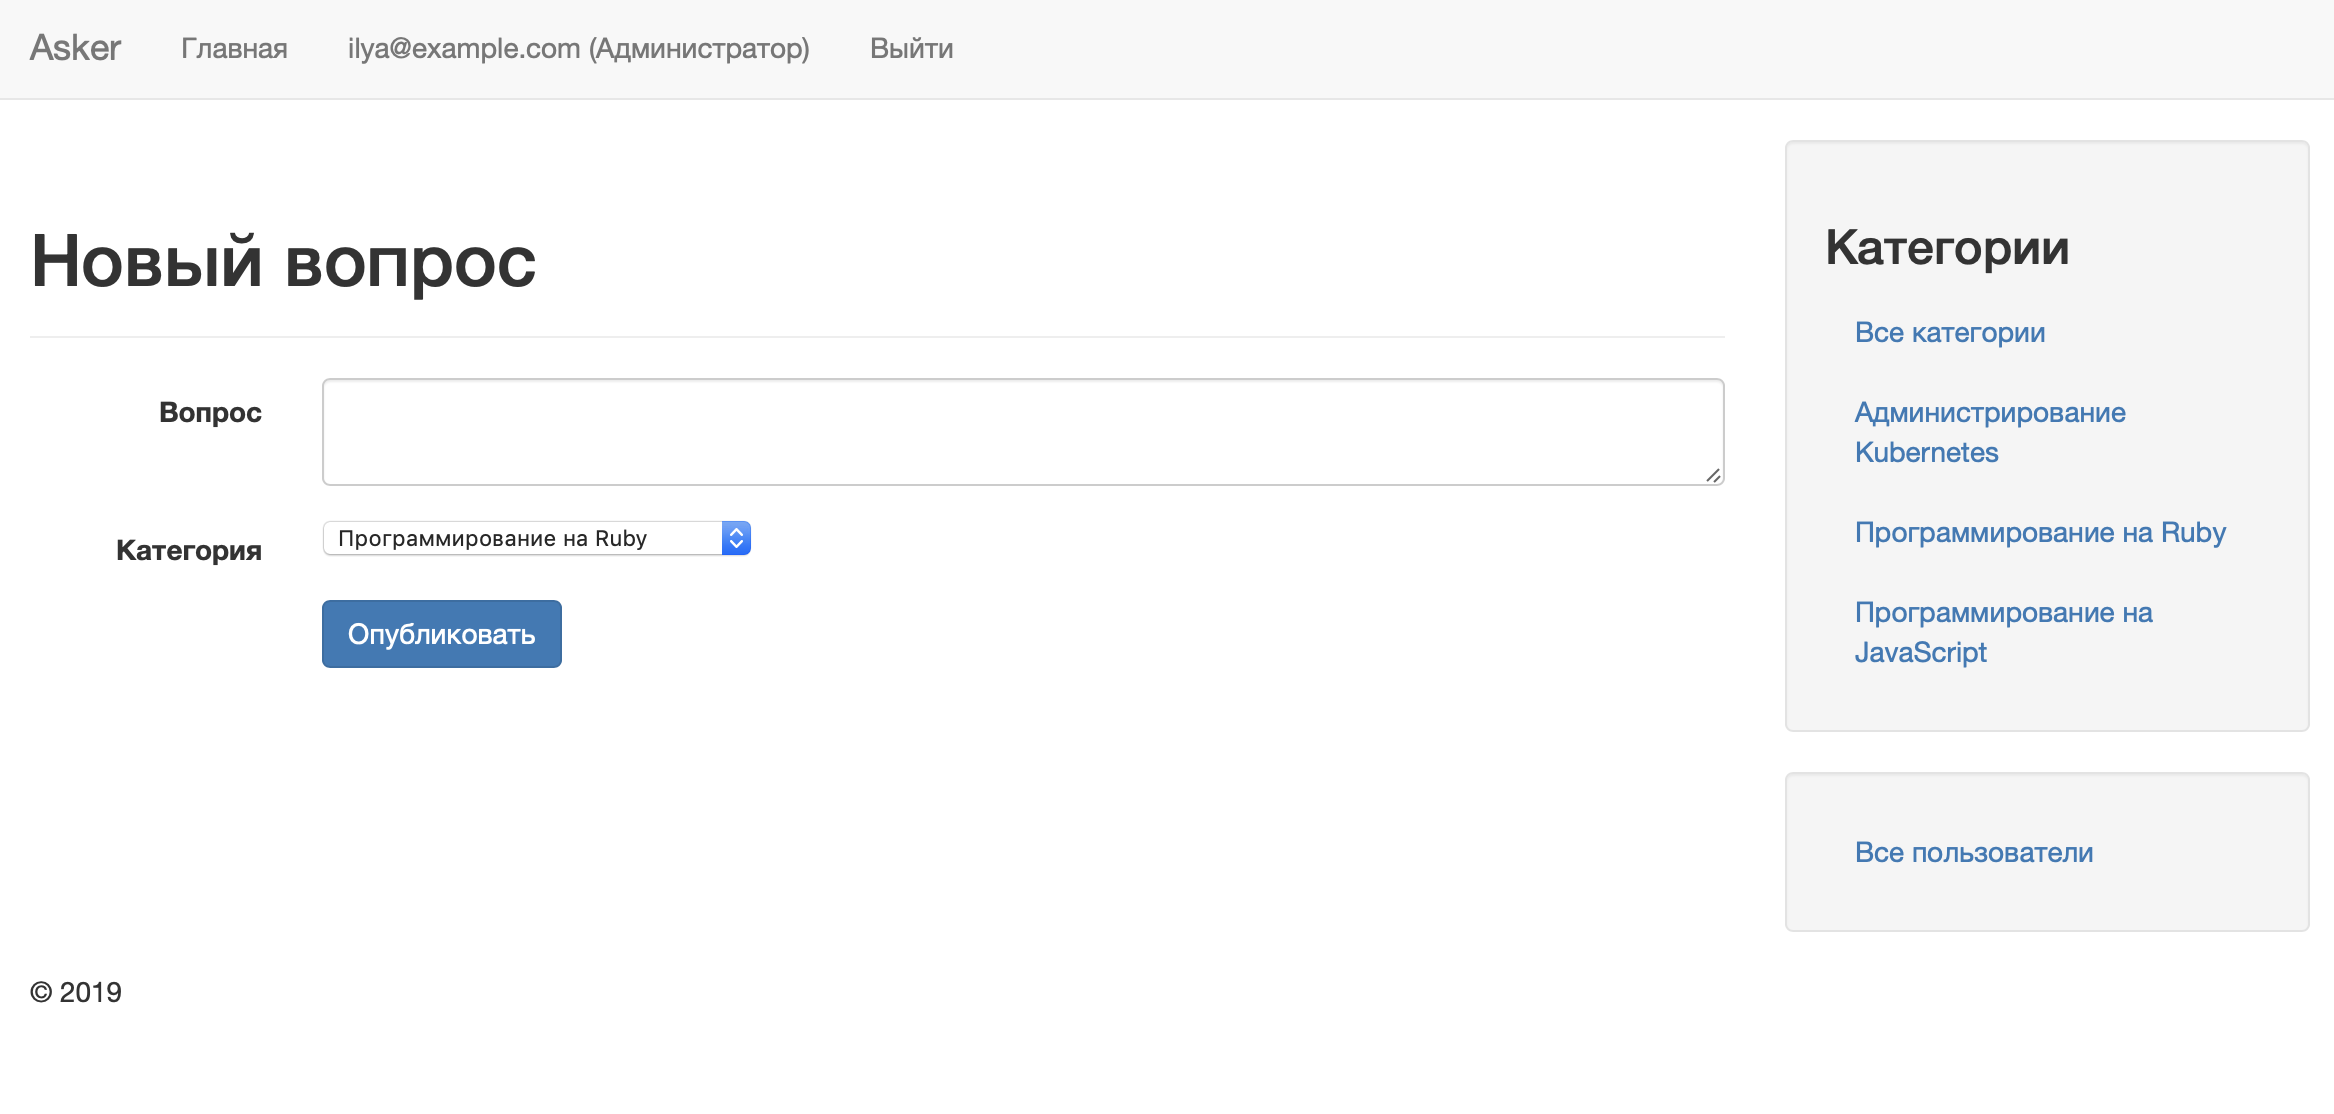 Asker Главная ilya@example.com (Администратор) Выйти
Новый вопрос
Вопрос
Категория Программирование на Ruby
Опубликовать
Категории
Все категории
Администрирование
Kubernetes
Программирование на Ruby
Программирование на
JavaScript
Все пользователи
© 2019